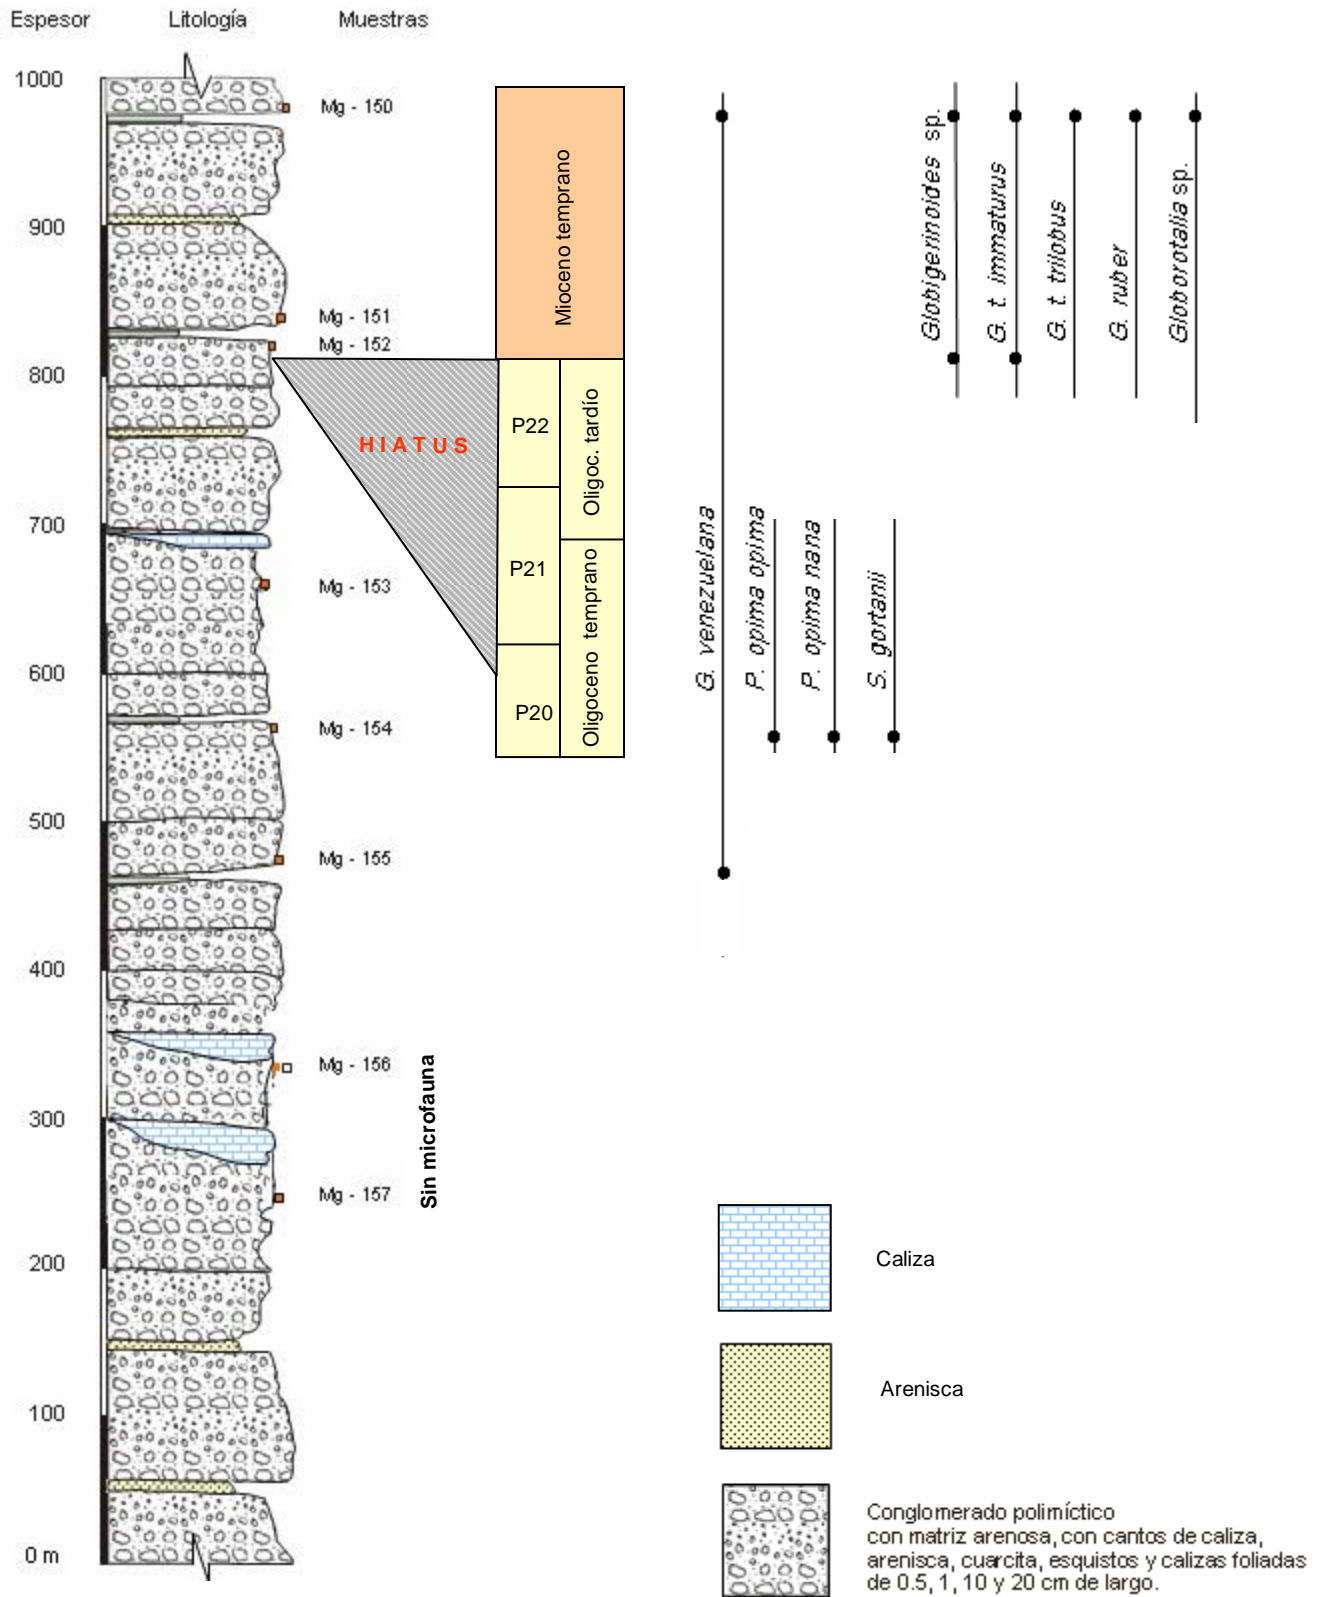 Espesor Litología Muestras
1000
Mg - 150
900
Mg - 151
Mg - 152
800
700
Mg - 153
600
Mg - 154
500
Mg - 155
400
Mg - 156
300
Mg - 157
200
100
0 m
Sin microfauna
HIATUS
Mioceno temprano
P22
P21
P20
Oligoc. tardío
Oligoceno temprano
G. venezuelana
P. opima opima
P. opima nana
S. gortanii
Globigerinoides sp.
G. t. immaturus
G. t. trilobus
G. ruber
Globorotalia sp.
Caliza
Arenisca
Conglomerado polimíctico
con matriz arenosa, con cantos de caliza,
arenisca, cuarcita, esquistos y calizas foliadas
de 0.5, 1, 10 y 20 cm de largo.